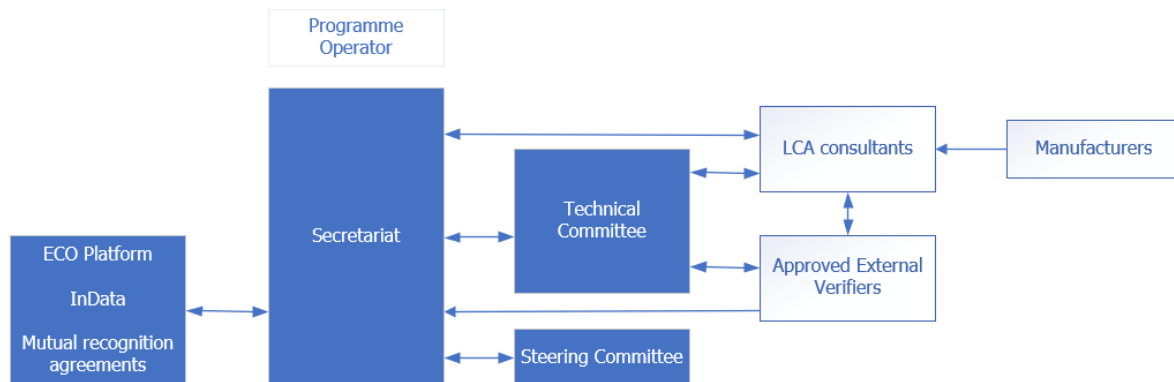 Programme
Operator
Secretariat
ECO Platform
InData
Mutual recognition
agreements
Technical
Committee
Steering Committee
LCA consultants
Approved External
Verifiers
Manufacturers